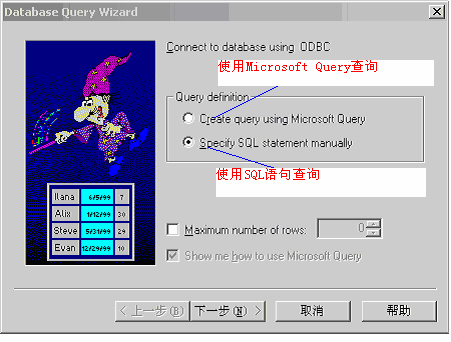 Database Query Wizard
Connect to database using ODBC
使用Microsoft Query查询
Query definition
Create query using Microsoft Query
Specify SQL statement manually
使用SQL语句查询
Ilana 6/5/99 7
Alix 1/12/99 30
Steve 5/31/99 29
Evan 12/29/99 10
Maximum number of rows: 0
Show me how to use Microsoft Query
< 上一步(B) 下一步(N) > 取消 帮助